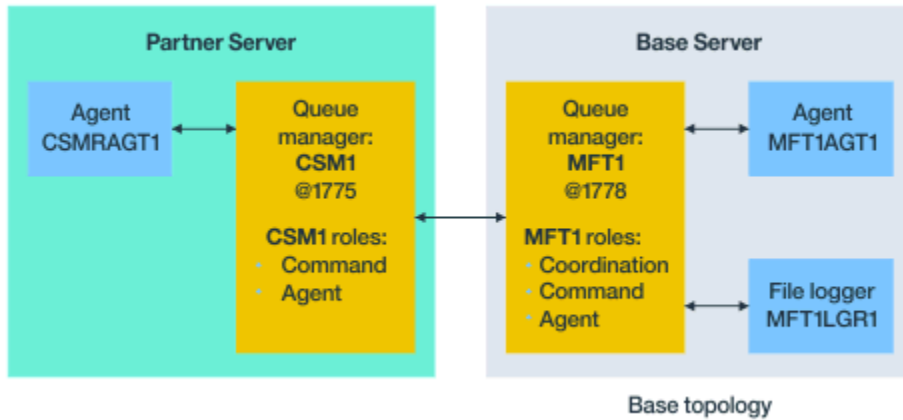 Partner Server
Agent
CSMRAGT1
Queue
manager:
CSM1
@1775
CSM1 roles:
• Command
• Agent
Base Server
Queue
manager:
MFT1
@1778
MFT1 roles:
• Coordination
• Command
• Agent
Agent
MFT1AGT1
File logger
MFT1LGR1
Base topology